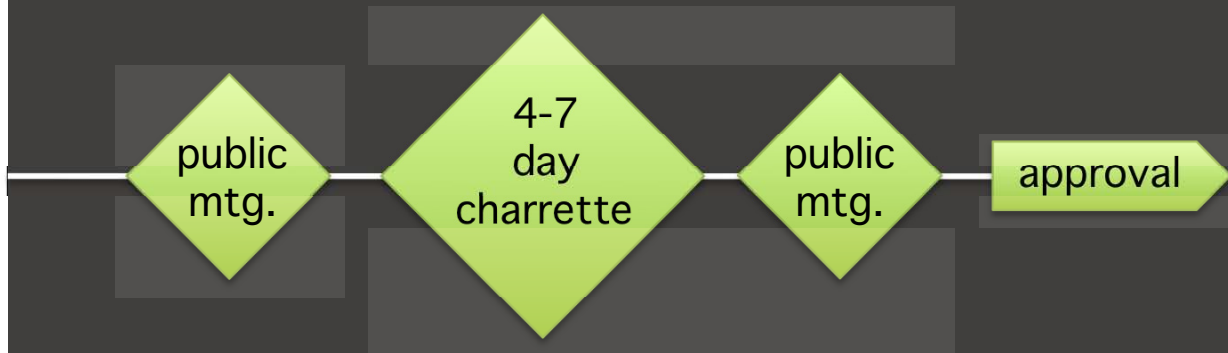 public
mtg.
4-7
day
charrette
public
mtg.
approval